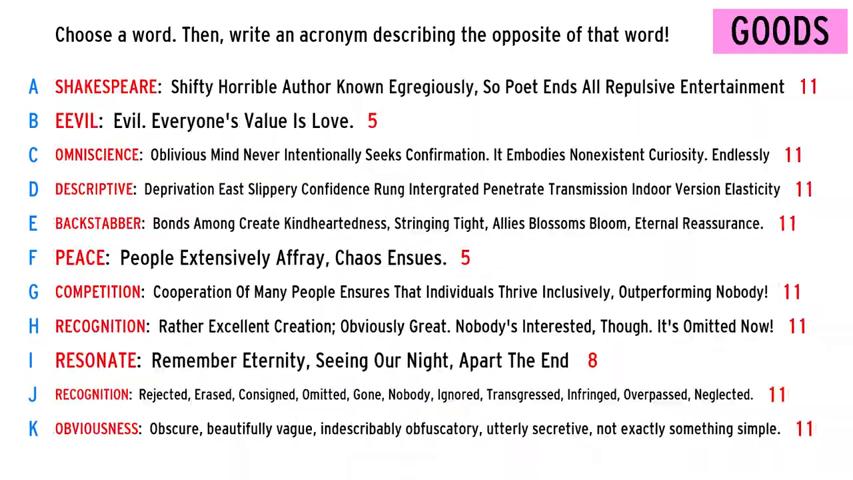 Choose a word. Then, write an acronym describing the opposite of that word!
GOODS
A SHAKESPEARE: Shifty Horrible Author Known Egregiously, So Poet Ends All Repulsive Entertainment 11
B EEVIL: Evil. Everyone's Value Is Love. 5
C OMNISCIENCE: Oblivious Mind Never Intentionally Seeks Confirmation. It Embodies Nonexistent Curiosity. Endlessly 11
D DESCRIPTIVE: Deprivation East Slippery Confidence Rung Intergrated Penetrate Transmission Indoor Version Elasticity 11
E BACKSTABBER: Bonds Among Create Kindheartedness, Stringing Tight, Allies Blossoms Bloom, Eternal Reassurance. 11
F PEACE: People Extensively Affray, Chaos Ensues. 5
G COMPETITION: Cooperation Of Many People Ensures That Individuals Thrive Inclusively, Outperforming Nobody! 11
H RECOGNITION: Rather Excellent Creation; Obviously Great. Nobody's Interested, Though. It's Omitted Now! 11
I RESONATE: Remember Eternity, Seeing Our Night, Apart The End 8
J RECOGNITION: Rejected, Erased, Consigned, Omitted, Gone, Nobody, Ignored, Transgressed, Infringed, Overpassed, Neglected. 11
K OBVIOUSNESS: Obscure, beautifully vague, indescribably obfuscatory, utterly secretive, not exactly something simple. 11